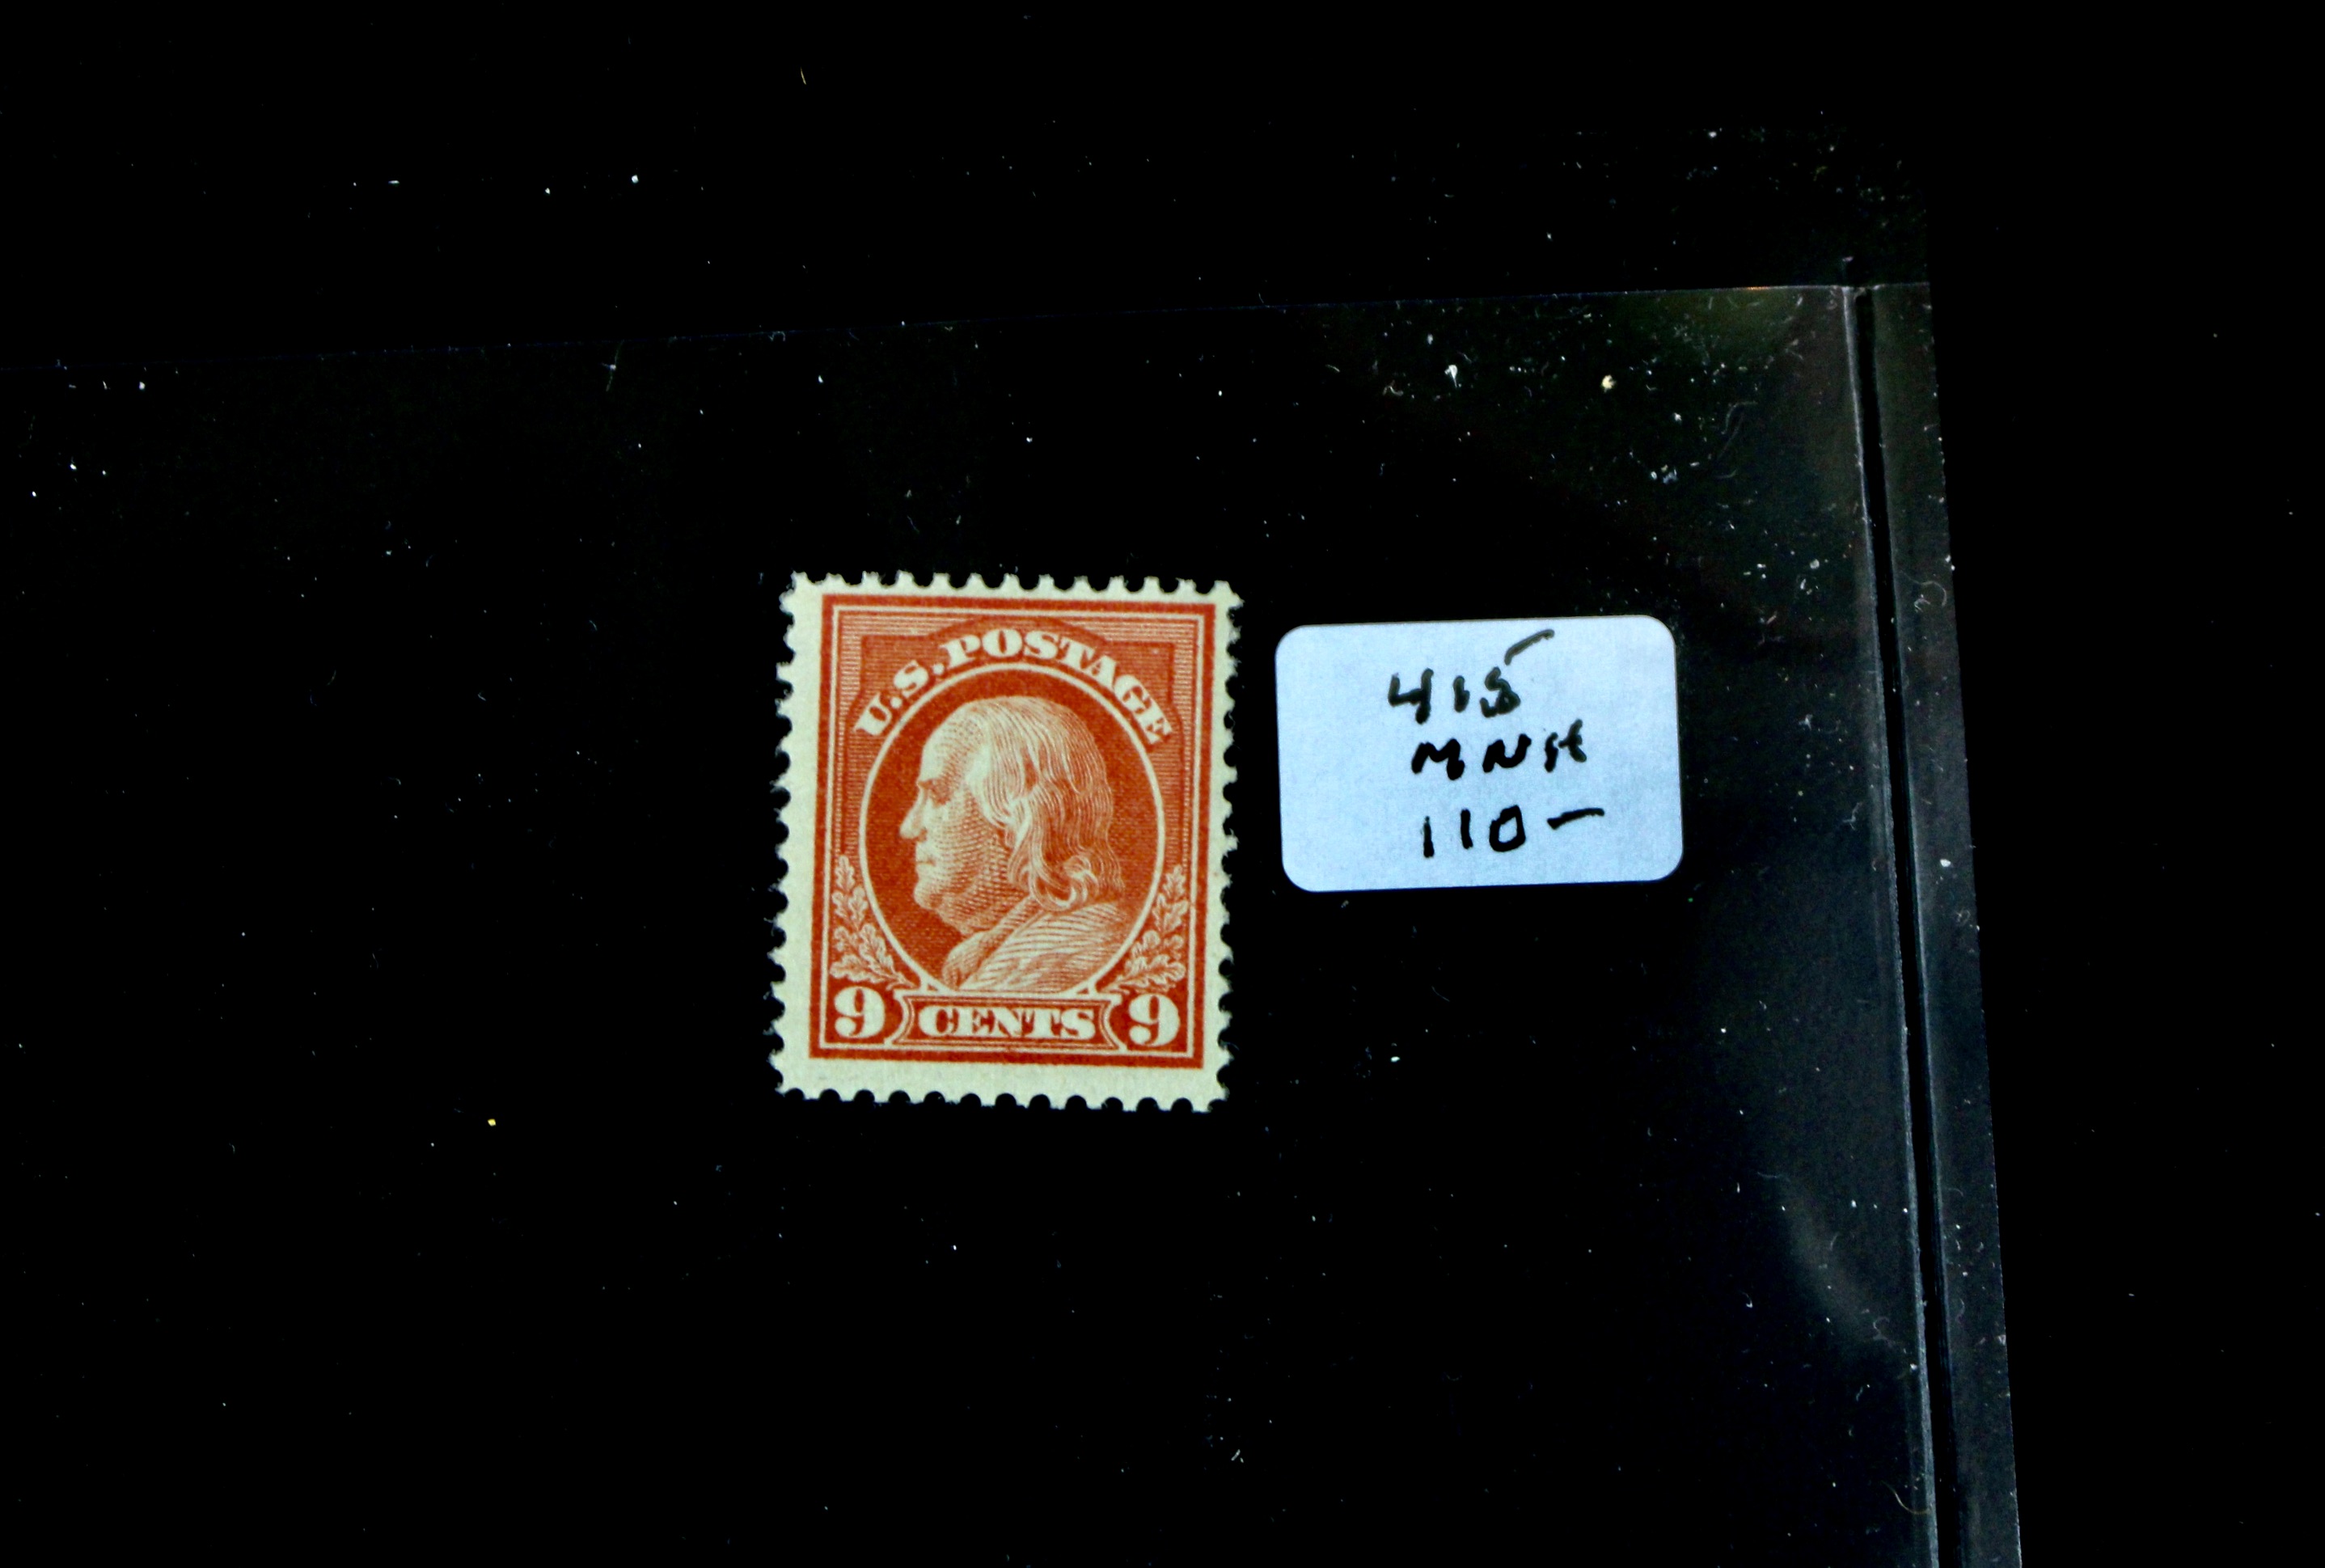 U.S. POSTAGE
9 CENTS 9
415
MNH
110-